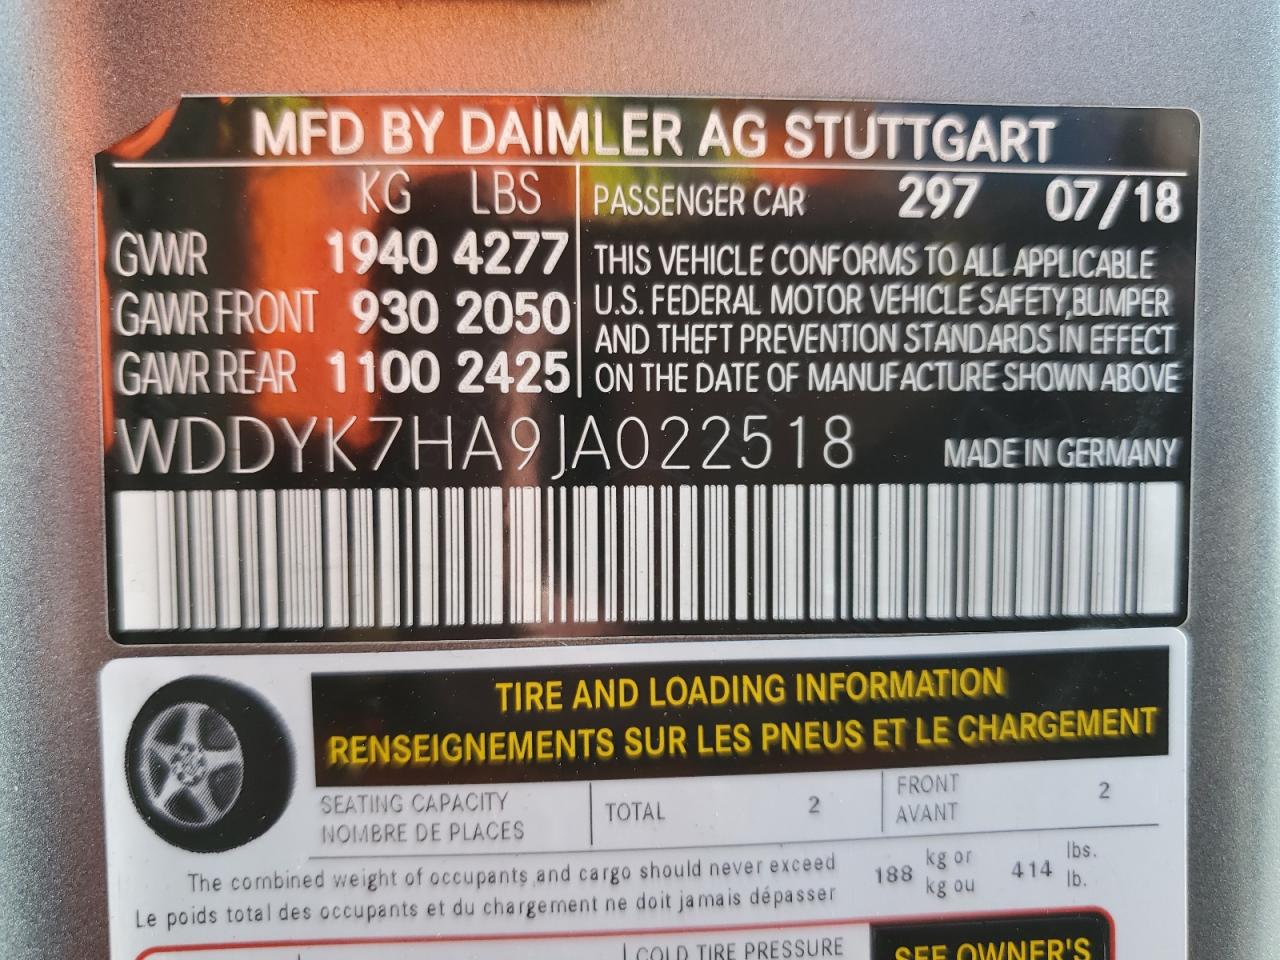 MFD BY DAIMLER AG STUTTGART
KG LBS
GVWR 1940 4277
GAWR FRONT 930 2050
GAWR REAR 1100 2425
PASSENGER CAR 297 07/18
THIS VEHICLE CONFORMS TO ALL APPLICABLE
U.S. FEDERAL MOTOR VEHICLE SAFETY,BUMPER
AND THEFT PREVENTION STANDARDS IN EFFECT
ON THE DATE OF MANUFACTURE SHOWN ABOVE
WDDYK7HA9JA022518 MADE IN GERMANY
TIRE AND LOADING INFORMATION
RENSEIGNEMENTS SUR LES PNEUS ET LE CHARGEMENT
SEATING CAPACITY
NOMBRE DE PLACES
TOTAL 2
FRONT
AVANT
2
The combined weight of occupants and cargo should never exceed
Le poids total des occupants et du chargement ne doit jamais dépasser
188 kg or
kg ou
414 lbs.
lb.
COLD TIRE PRESSURE
SEE OWNER'S